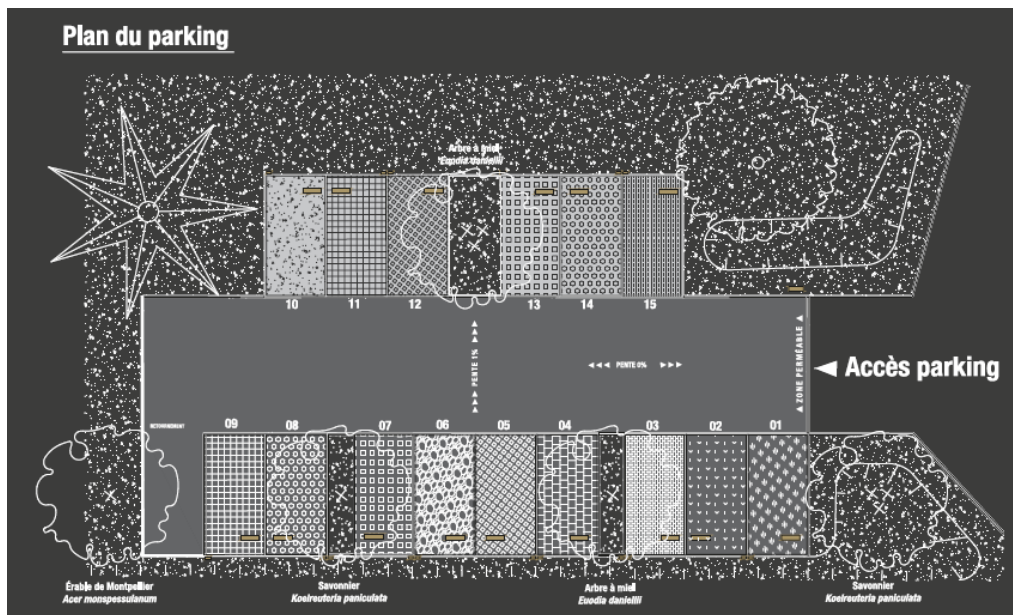 Plan du parking
Arbre à miel
Euodia daniellii
10
11
12
13
14
15
PENTE 1%
PENTE 0%
ZONE PERMÉABLE
Accès parking
RETOURNEMENT
09
08
07
06
05
04
03
02
01
Érable de Montpellier
Acer monspessulanum
Savonnier
Koelreuteria paniculata
Arbre à miel
Euodia daniellii
Savonnier
Koelreuteria paniculata